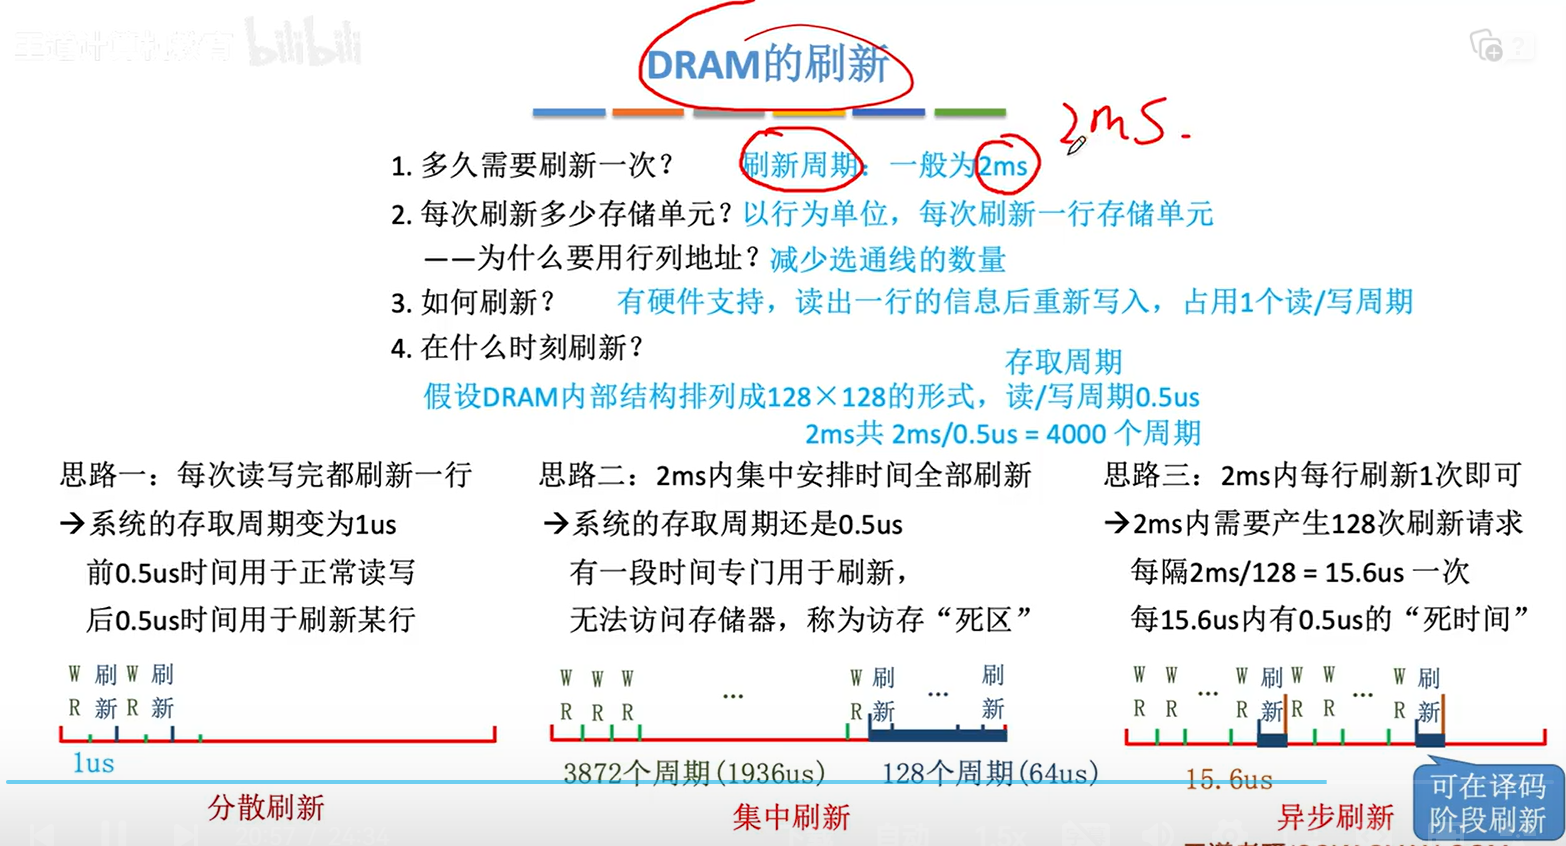 王道计算机教育 bilibili
DRAM的刷新
2ms.
1. 多久需要刷新一次? 刷新周期: 一般为2ms
2. 每次刷新多少存储单元? 以行为单位,每次刷新一行存储单元
——为什么要用行列地址? 减少选通线的数量
3. 如何刷新? 有硬件支持,读出一行的信息后重新写入,占用1个读/写周期
4. 在什么时刻刷新?
存取周期
假设DRAM内部结构排列成128×128的形式,读/写周期0.5us
2ms共 2ms/0.5us = 4000 个周期
思路一:每次读写完都刷新一行
→系统的存取周期变为1us
前0.5us时间用于正常读写
后0.5us时间用于刷新某行
W 刷 W 刷
R 新 R 新
1us
分散刷新
思路二:2ms内集中安排时间全部刷新
→系统的存取周期还是0.5us
有一段时间专门用于刷新,
无法访问存储器,称为访存“死区”
W W W ... W 刷 ... 刷
R R R R 新 新
3872个周期(1936us) 128个周期(64us)
集中刷新
思路三:2ms内每行刷新1次即可
→2ms内需要产生128次刷新请求
每隔2ms/128 = 15.6us 一次
每15.6us内有0.5us的“死时间”
W W ... W 刷 W W ... W 刷
R R R 新 R R R 新
15.6us
异步刷新
可在译码
阶段刷新
20:57 / 24:34 自动 1.5x